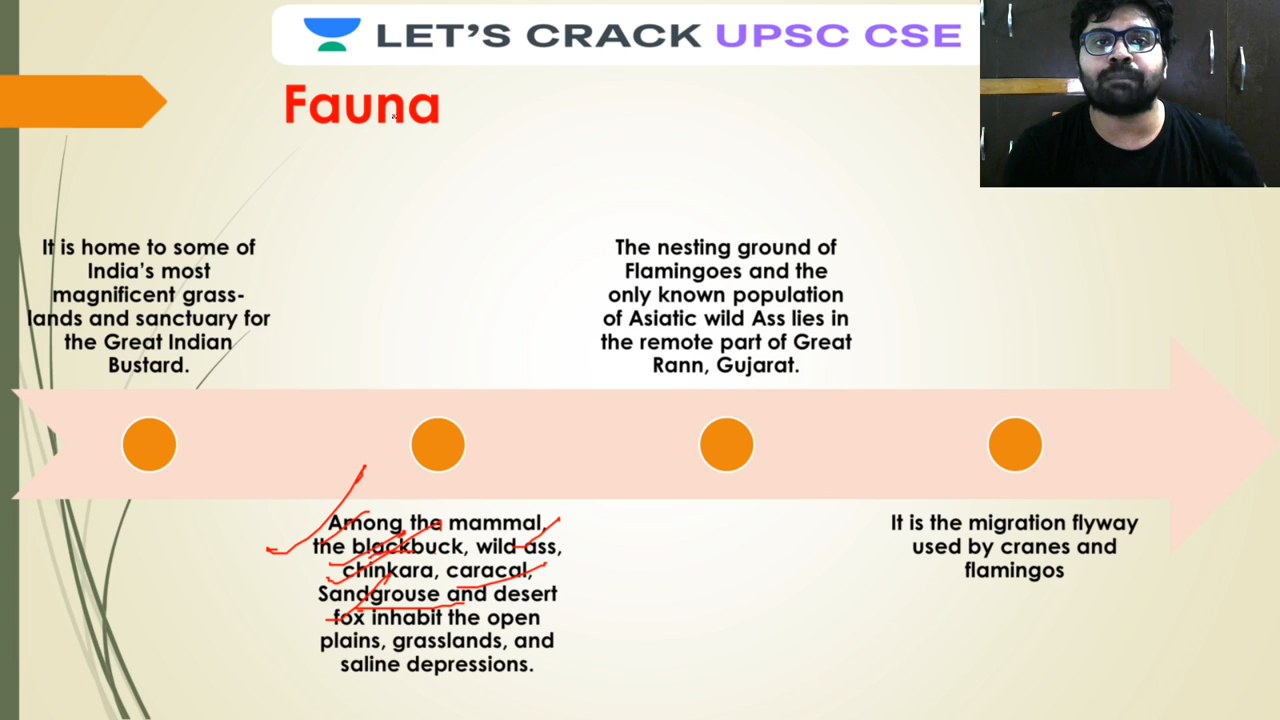 LET'S CRACK UPSC CSE
Fauna
It is home to some of
India's most
magnificent grass-
lands and sanctuary for
the Great Indian
Bustard.
Among the mammal,
the blackbuck, wild ass,
chinkara, caracal,
Sandgrouse and desert
fox inhabit the open
plains, grasslands, and
saline depressions.
The nesting ground of
Flamingoes and the
only known population
of Asiatic wild Ass lies in
the remote part of Great
Rann, Gujarat.
It is the migration flyway
used by cranes and
flamingos